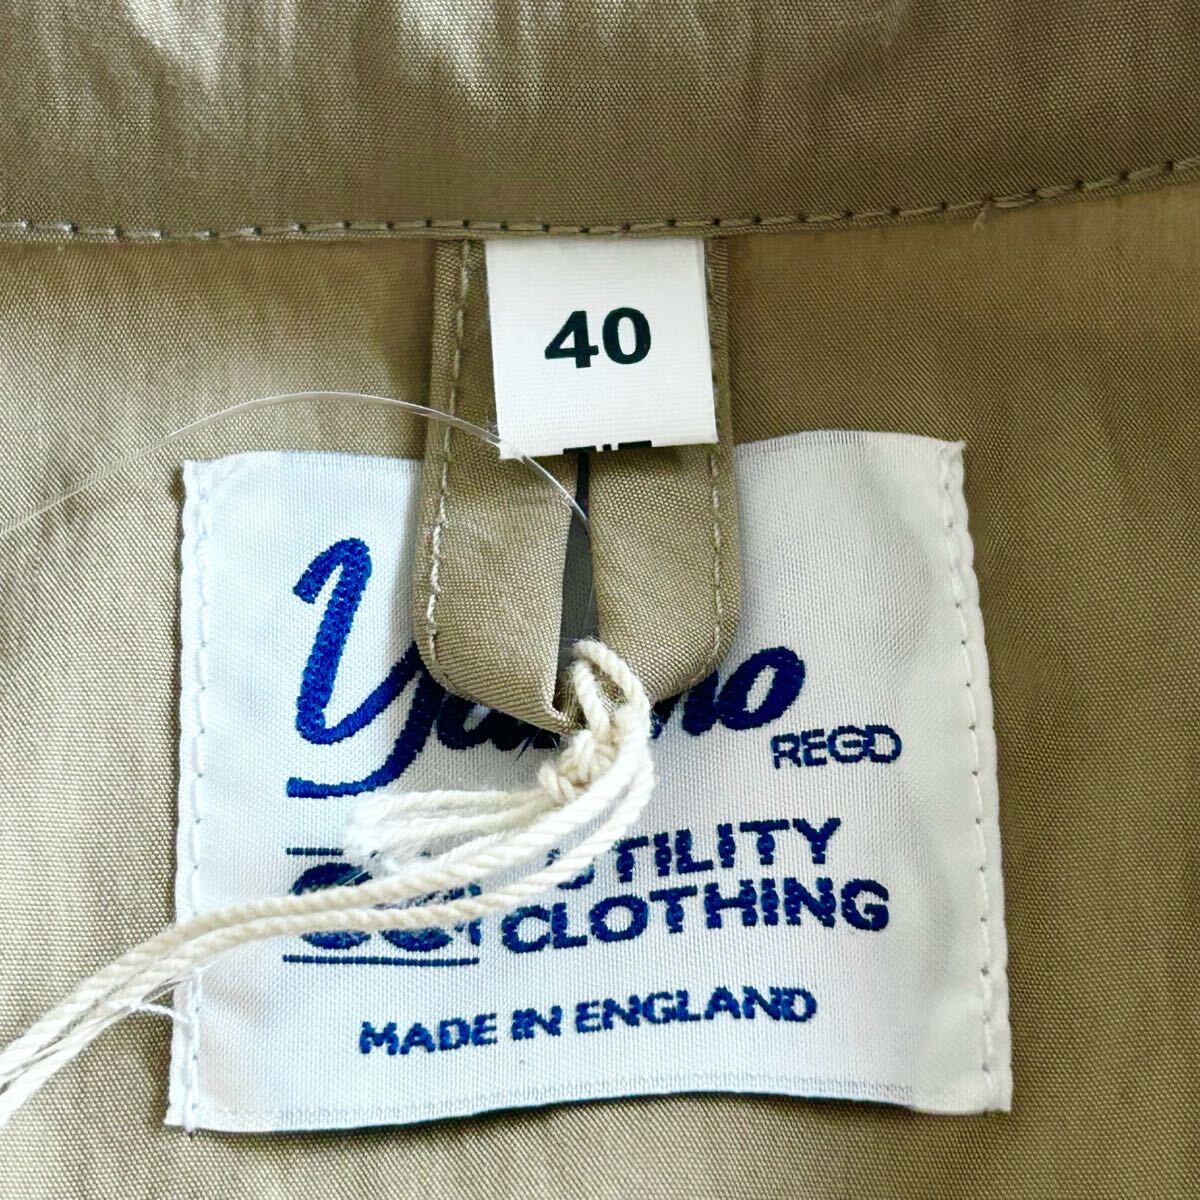 40
REGD
UTILITY
CLOTHING
MADE IN ENGLAND